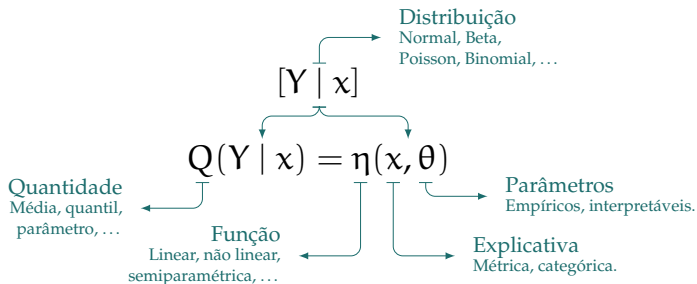 Distribuição
Normal, Beta,
Poisson, Binomial, …
[Y | x]
Q(Y | x) = η(x, θ)
Quantidade
Média, quantil,
parâmetro, …
Função
Linear, não linear,
semiparamétrica, …
Parâmetros
Empíricos, interpretáveis.
Explicativa
Métrica, categórica.